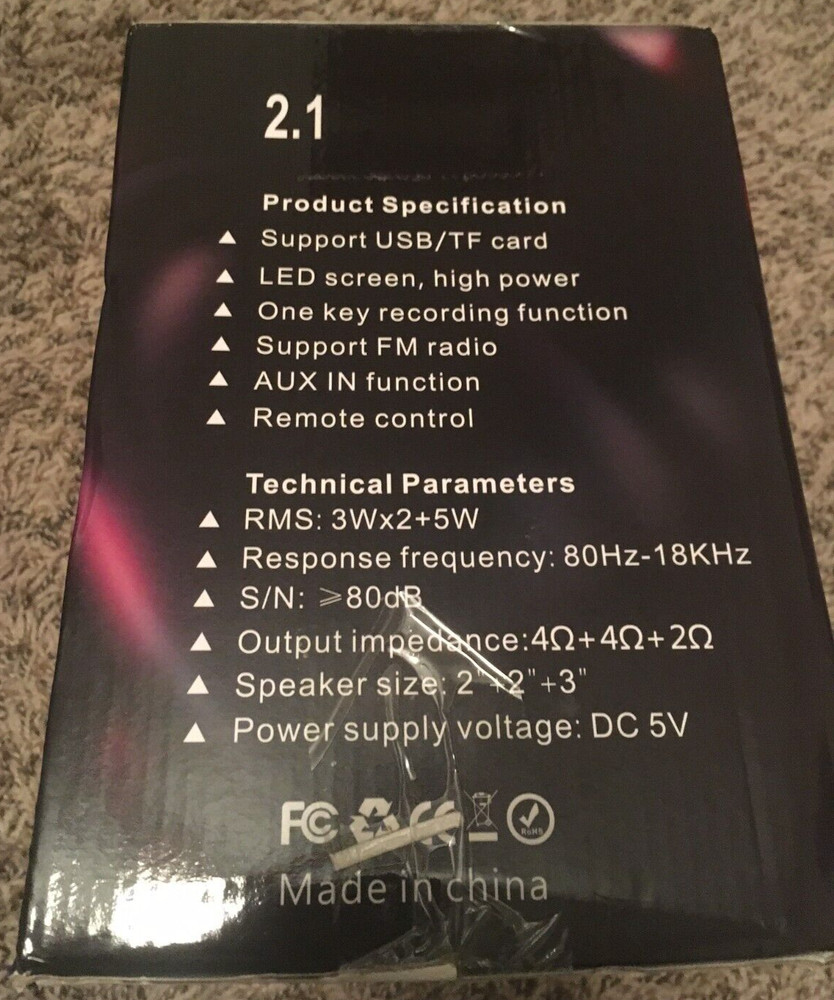 2.1
Product Specification
▲ Support USB/TF card
▲ LED screen, high power
▲ One key recording function
▲ Support FM radio
▲ AUX IN function
▲ Remote control
Technical Parameters
▲ RMS: 3Wx2+5W
▲ Response frequency: 80Hz-18KHz
▲ S/N: ⩾80dB
▲ Output impedance:4Ω+4Ω+2Ω
▲ Speaker size: 2"+2"+3"
▲ Power supply voltage: DC 5V
FC CE RoHS
Made in china